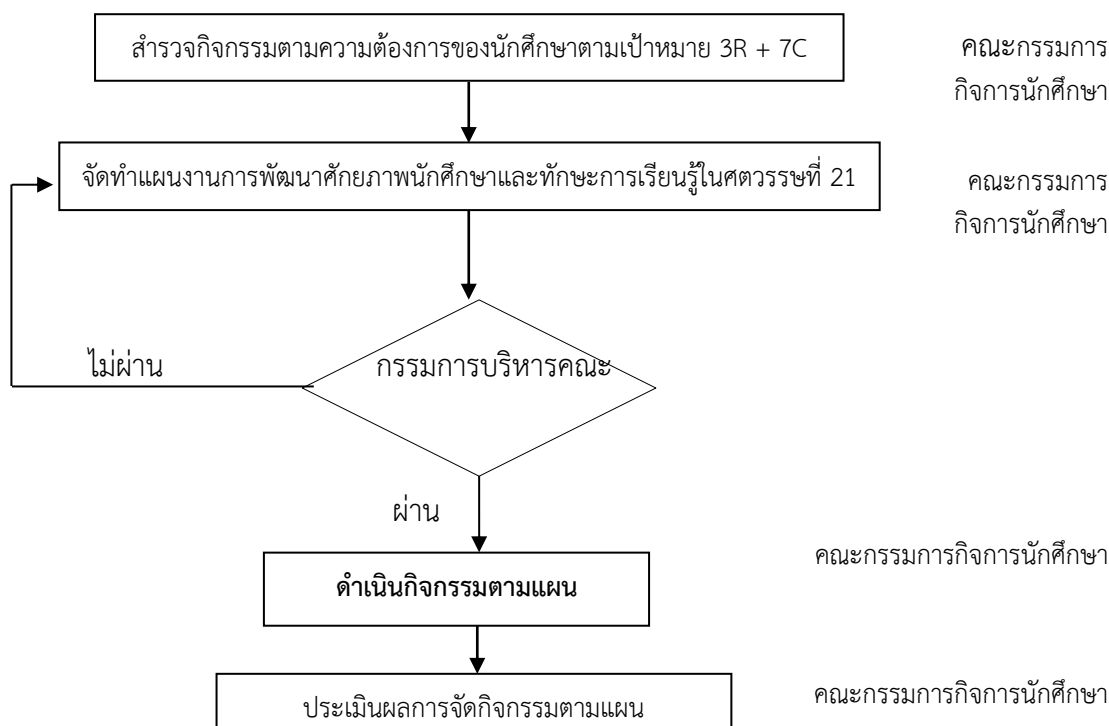 สำรวจกิจกรรมตามความต้องการของนักศึกษาตามเป้าหมาย 3R + 7C
คณะกรรมการ
กิจการนักศึกษา
จัดทำแผนงานการพัฒนาศักยภาพนักศึกษาและทักษะการเรียนรู้ในศตวรรษที่ 21
คณะกรรมการ
กิจการนักศึกษา
ไม่ผ่าน
กรรมการบริหารคณะ
ผ่าน
คณะกรรมการกิจการนักศึกษา
ดำเนินกิจกรรมตามแผน
ประเมินผลการจัดกิจกรรมตามแผน
คณะกรรมการกิจการนักศึกษา